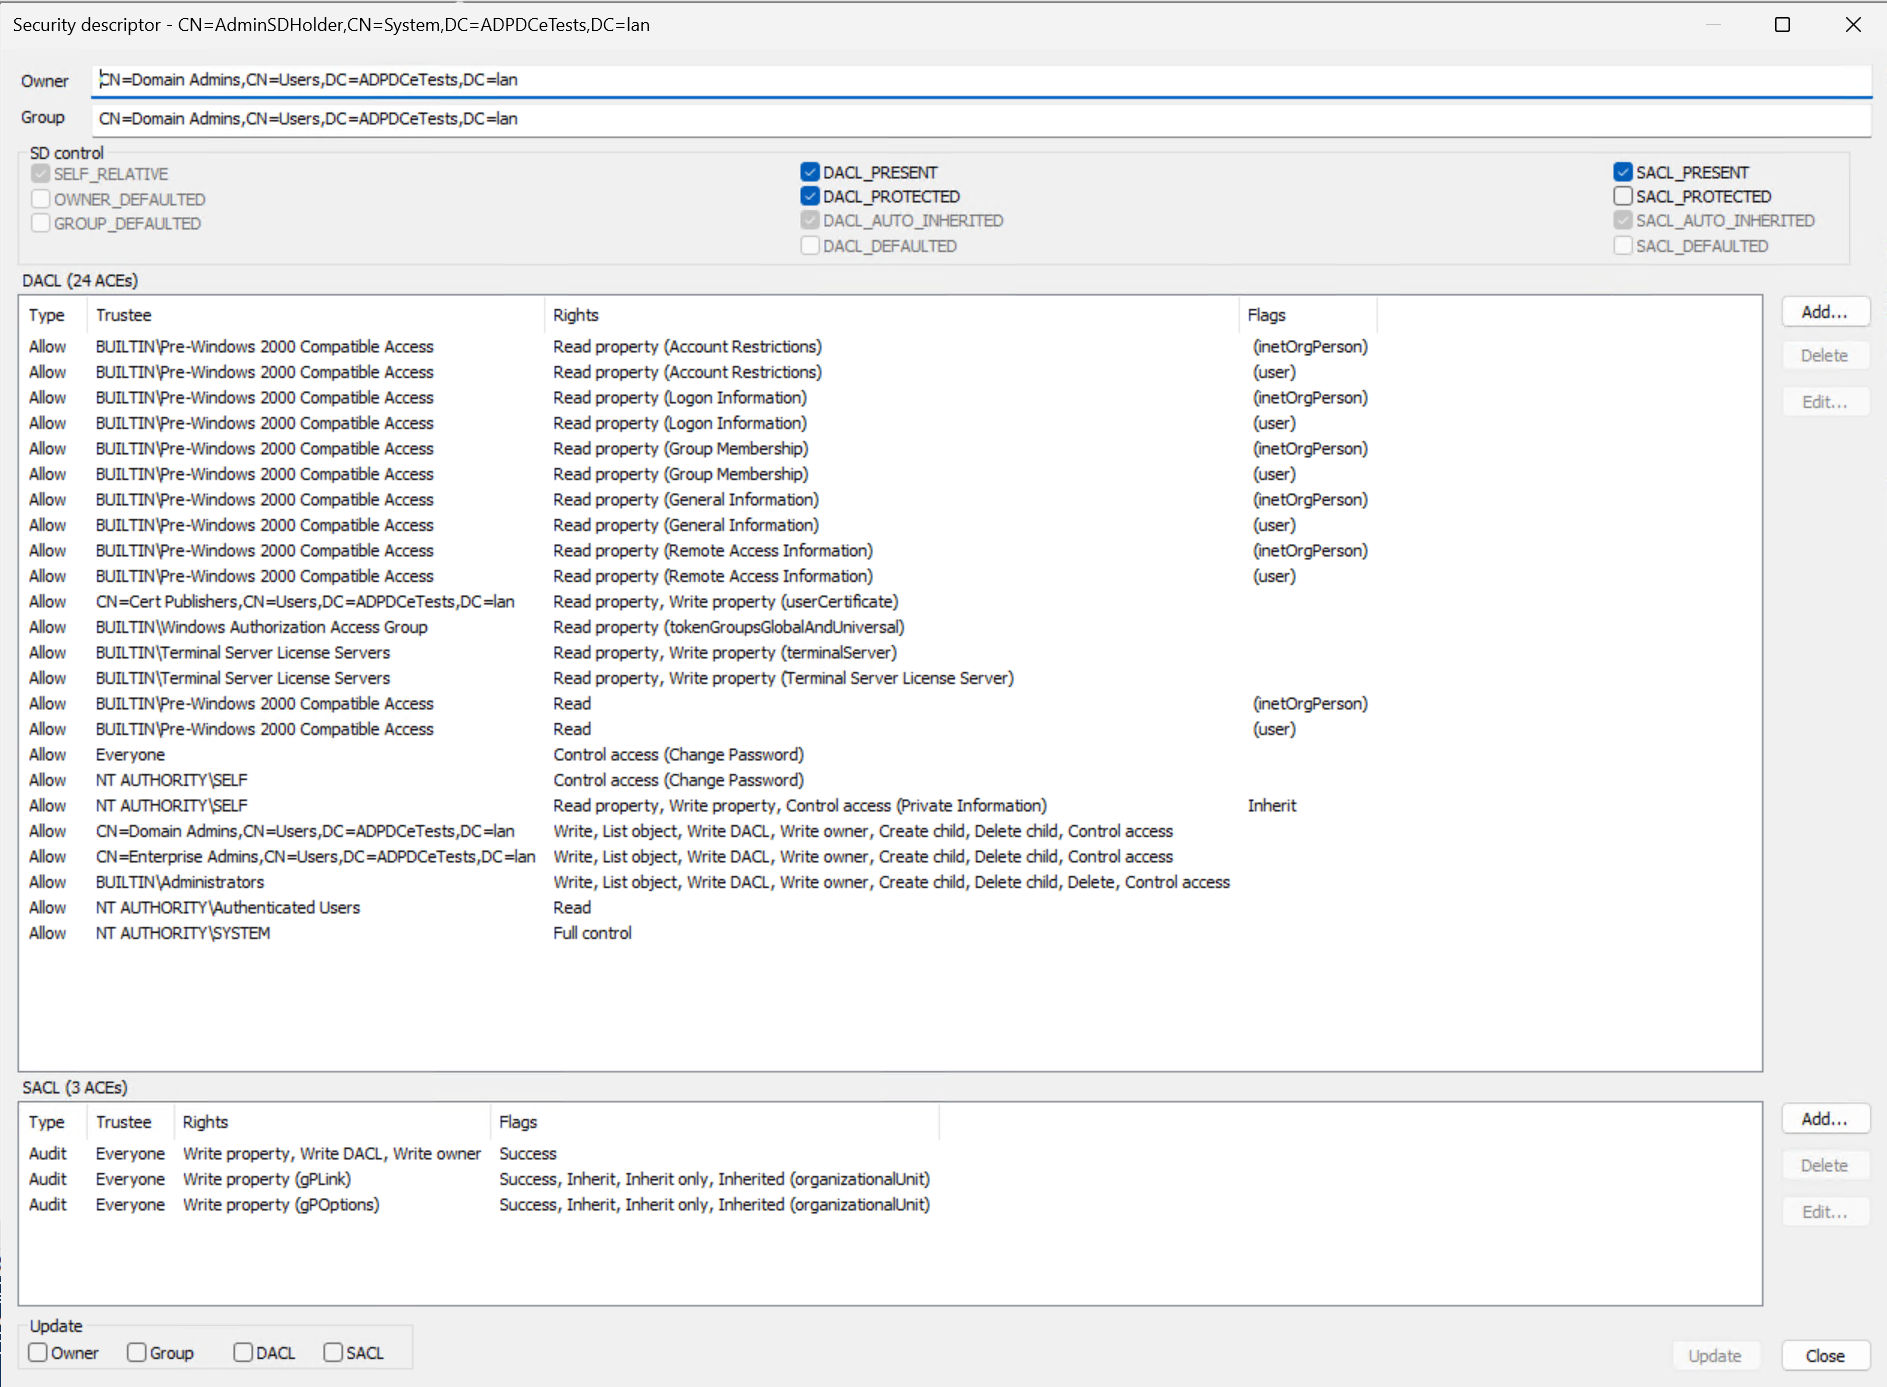 Security descriptor - CN=AdminSDHolder,CN=System,DC=ADPDCeTests,DC=lan
Owner CN=Domain Admins,CN=Users,DC=ADPDCeTests,DC=lan
Group CN=Domain Admins,CN=Users,DC=ADPDCeTests,DC=lan
SD control
SELF_RELATIVE DACL_PRESENT SACL_PRESENT
OWNER_DEFAULTED DACL_PROTECTED SACL_PROTECTED
GROUP_DEFAULTED DACL_AUTO_INHERITED SACL_AUTO_INHERITED
DACL_DEFAULTED SACL_DEFAULTED
DACL (24 ACEs)
Type Trustee Rights Flags Add...
Allow BUILTIN\Pre-Windows 2000 Compatible Access Read property (Account Restrictions) (inetOrgPerson) Delete
Allow BUILTIN\Pre-Windows 2000 Compatible Access Read property (Account Restrictions) (user)
Allow BUILTIN\Pre-Windows 2000 Compatible Access Read property (Logon Information) (inetOrgPerson) Edit...
Allow BUILTIN\Pre-Windows 2000 Compatible Access Read property (Logon Information) (user)
Allow BUILTIN\Pre-Windows 2000 Compatible Access Read property (Group Membership) (inetOrgPerson)
Allow BUILTIN\Pre-Windows 2000 Compatible Access Read property (Group Membership) (user)
Allow BUILTIN\Pre-Windows 2000 Compatible Access Read property (General Information) (inetOrgPerson)
Allow BUILTIN\Pre-Windows 2000 Compatible Access Read property (General Information) (user)
Allow BUILTIN\Pre-Windows 2000 Compatible Access Read property (Remote Access Information) (inetOrgPerson)
Allow BUILTIN\Pre-Windows 2000 Compatible Access Read property (Remote Access Information) (user)
Allow CN=Cert Publishers,CN=Users,DC=ADPDCeTests,DC=lan Read property, Write property (userCertificate)
Allow BUILTIN\Windows Authorization Access Group Read property (tokenGroupsGlobalAndUniversal)
Allow BUILTIN\Terminal Server License Servers Read property, Write property (terminalServer)
Allow BUILTIN\Terminal Server License Servers Read property, Write property (Terminal Server License Server)
Allow BUILTIN\Pre-Windows 2000 Compatible Access Read (inetOrgPerson)
Allow BUILTIN\Pre-Windows 2000 Compatible Access Read (user)
Allow Everyone Control access (Change Password)
Allow NT AUTHORITY\SELF Control access (Change Password)
Allow NT AUTHORITY\SELF Read property, Write property, Control access (Private Information) Inherit
Allow CN=Domain Admins,CN=Users,DC=ADPDCeTests,DC=lan Write, List object, Write DACL, Write owner, Create child, Delete child, Control access
Allow CN=Enterprise Admins,CN=Users,DC=ADPDCeTests,DC=lan Write, List object, Write DACL, Write owner, Create child, Delete child, Control access
Allow BUILTIN\Administrators Write, List object, Write DACL, Write owner, Create child, Delete child, Delete, Control access
Allow NT AUTHORITY\Authenticated Users Read
Allow NT AUTHORITY\SYSTEM Full control
SACL (3 ACEs)
Type Trustee Rights Flags Add...
Audit Everyone Write property, Write DACL, Write owner Success
Audit Everyone Write property (gPLink) Success, Inherit, Inherit only, Inherited (organizationalUnit) Delete
Audit Everyone Write property (gPOptions) Success, Inherit, Inherit only, Inherited (organizationalUnit) Edit...
Update
Owner Group DACL SACL Update Close